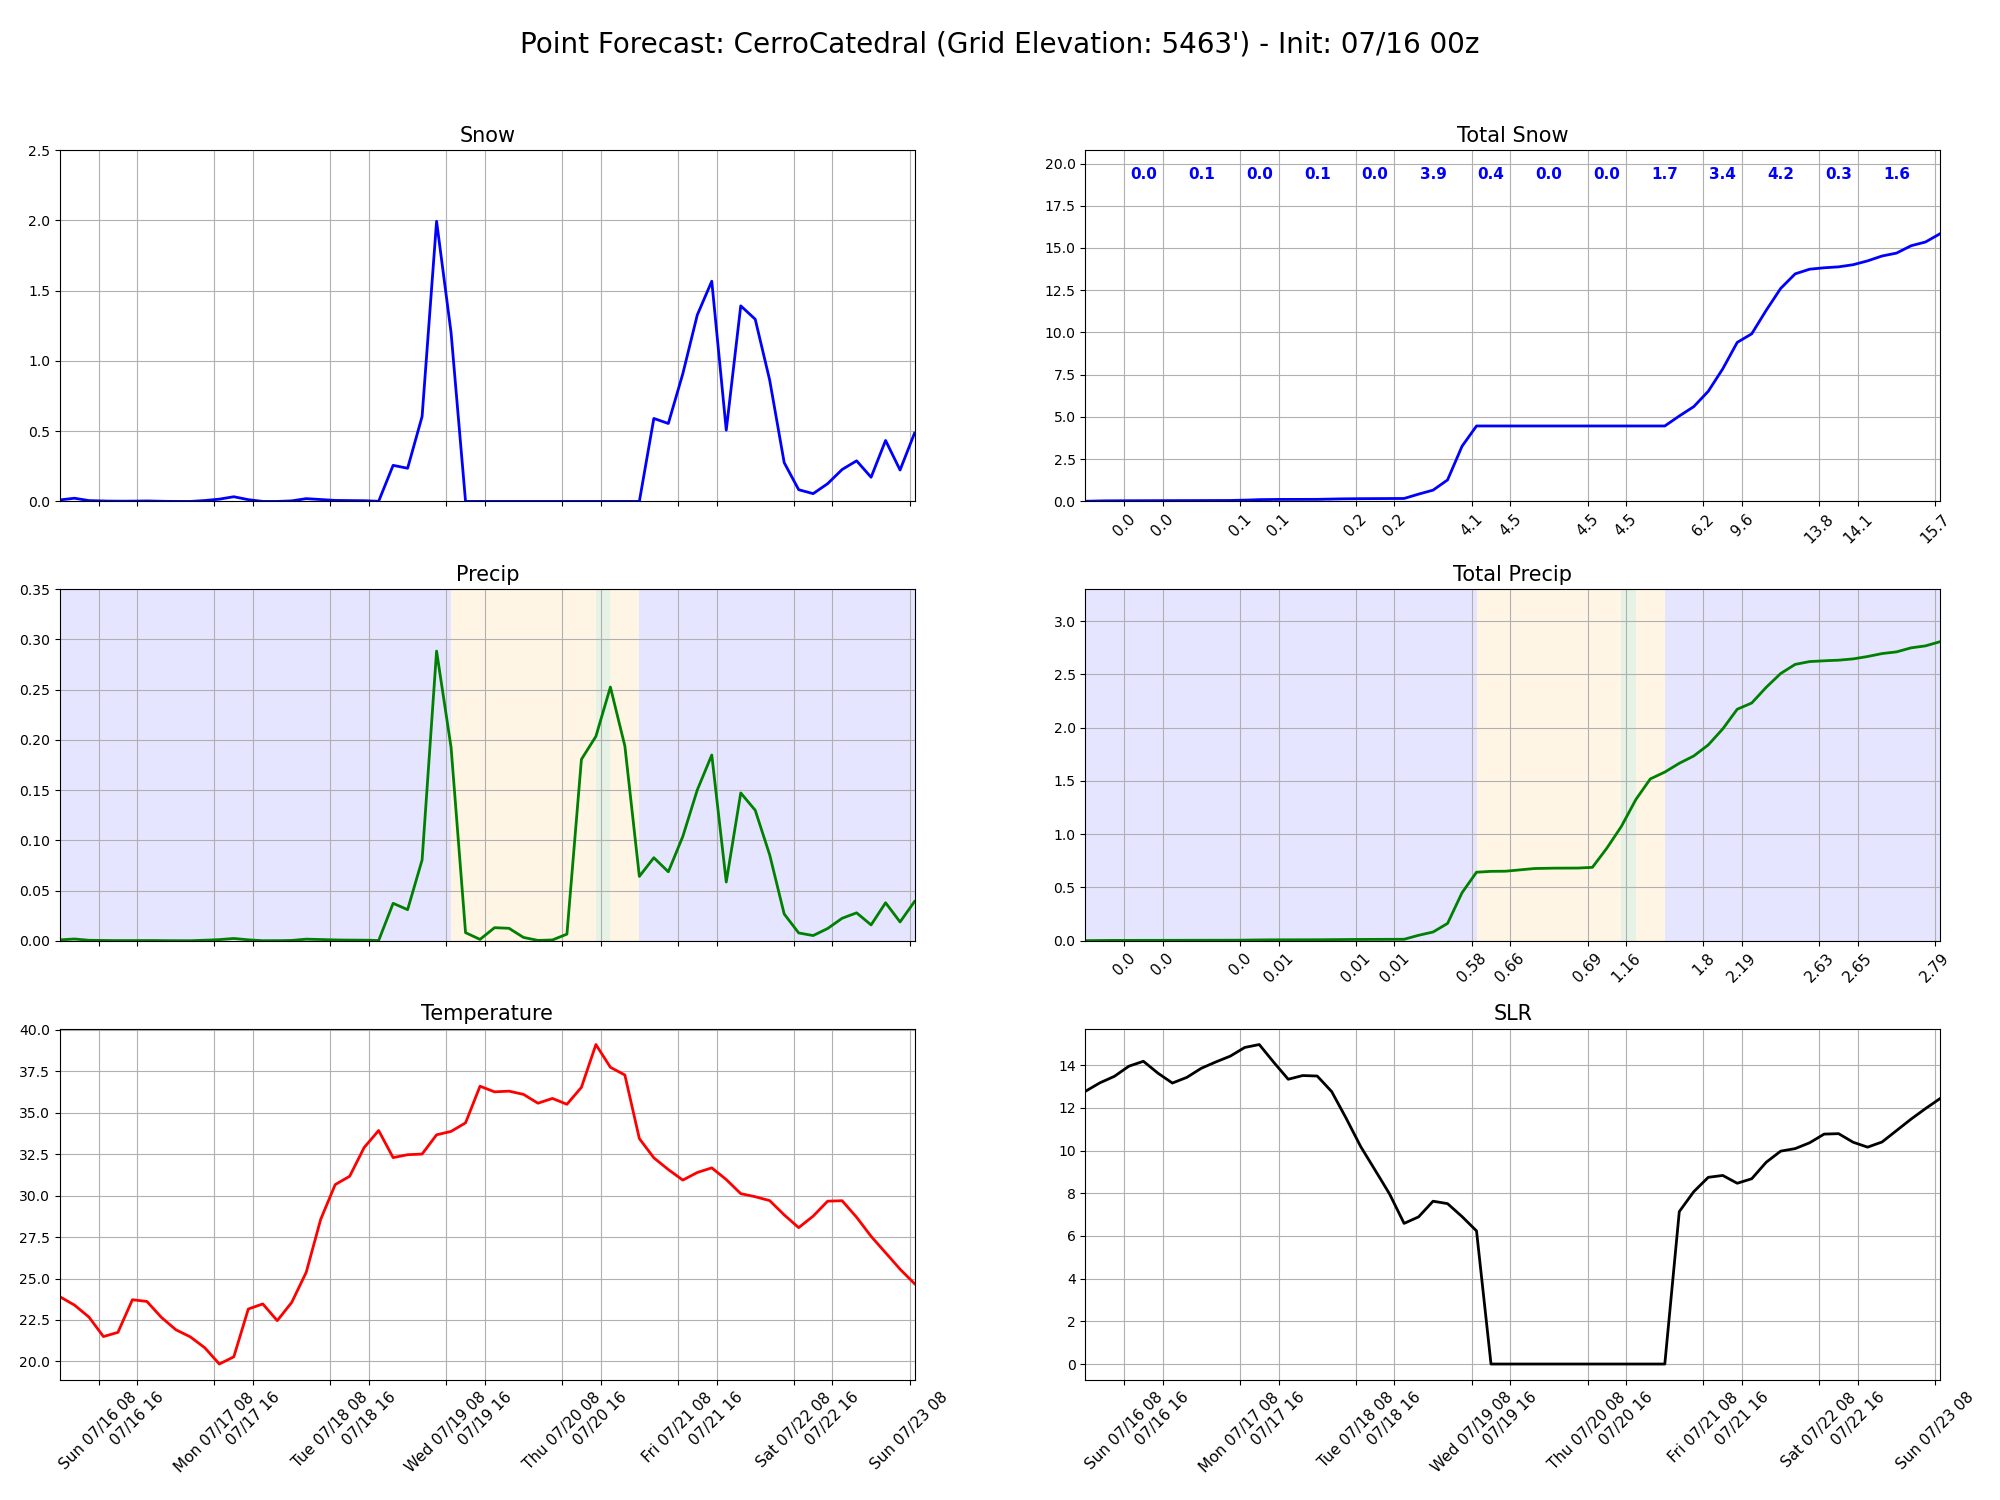 Point Forecast: CerroCatedral (Grid Elevation: 5463') - Init: 07/16 00z
Snow
2.5
2.0
1.5
1.0
0.5
0.0
Total Snow
20.0
17.5
15.0
12.5
10.0
7.5
5.0
2.5
0.0
0.0 0.1 0.0 0.1 0.0 3.9 0.4 0.0 0.0 1.7 3.4 4.2 0.3 1.6
0.0 0.0 0.1 0.1 0.2 0.2 4.1 4.5 4.5 4.5 6.2 9.6 13.8 14.1 15.7
Precip
0.35
0.30
0.25
0.20
0.15
0.10
0.05
0.00
Total Precip
3.0
2.5
2.0
1.5
1.0
0.5
0.0
0.0 0.0 0.0 0.01 0.01 0.01 0.58 0.66 0.69 1.16 1.8 2.19 2.63 2.65 2.79
Temperature
40.0
37.5
35.0
32.5
30.0
27.5
25.0
22.5
20.0
Sun 07/16 08
07/16 16
Mon 07/17 08
07/17 16
Tue 07/18 08
07/18 16
Wed 07/19 08
07/19 16
Thu 07/20 08
07/20 16
Fri 07/21 08
07/21 16
Sat 07/22 08
07/22 16
Sun 07/23 08
SLR
14
12
10
8
6
4
2
0
Sun 07/16 08
07/16 16
Mon 07/17 08
07/17 16
Tue 07/18 08
07/18 16
Wed 07/19 08
07/19 16
Thu 07/20 08
07/20 16
Fri 07/21 08
07/21 16
Sat 07/22 08
07/22 16
Sun 07/23 08